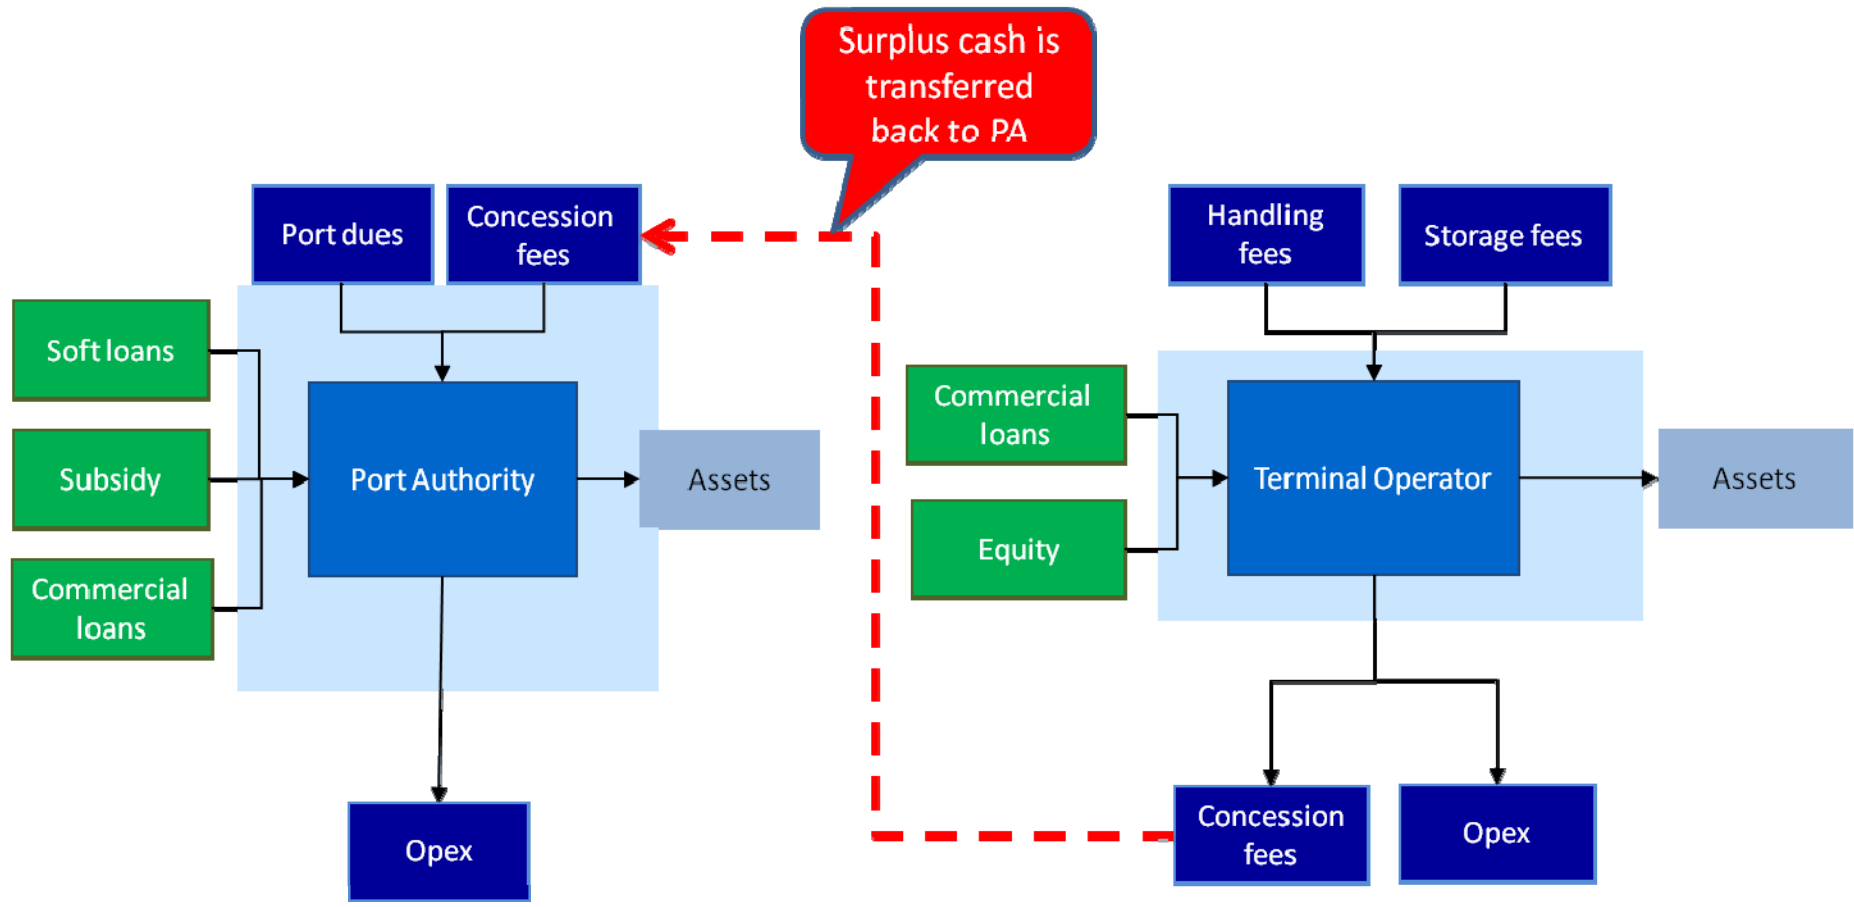 Surplus cash is
transferred
back to PA
Port dues
Concession
fees
Handling
fees
Storage fees
Soft loans
Subsidy
Commercial
loans
Port Authority
Assets
Commercial
loans
Equity
Terminal Operator
Assets
Opex
Concession
fees
Opex